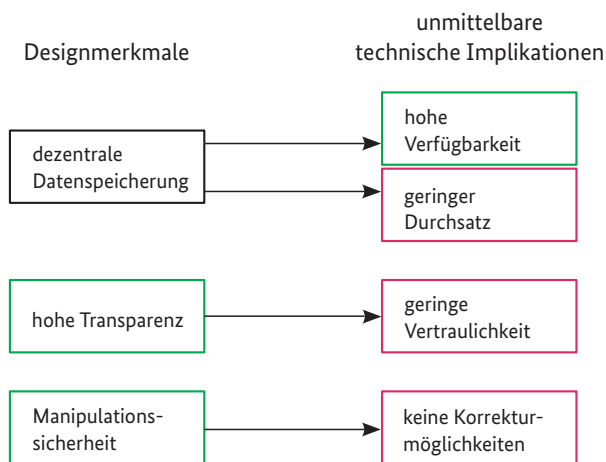 Designmerkmale
unmittelbare
technische Implikationen
dezentrale
Datenspeicherung
hohe
Verfügbarkeit
geringer
Durchsatz
hohe Transparenz
geringe
Vertraulichkeit
Manipulations-
sicherheit
keine Korrektur-
möglichkeiten